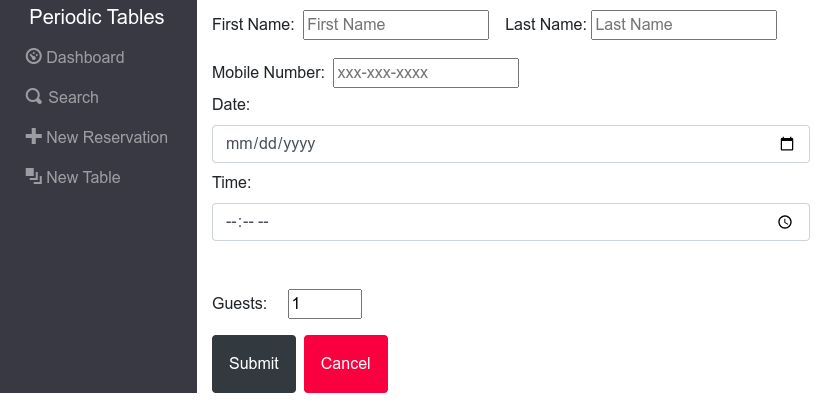 Periodic Tables
Dashboard
Search
New Reservation
New Table
First Name: First Name Last Name: Last Name
Mobile Number: xxx-xxx-xxxx
Date:
mm/dd/yyyy
Time:
--:-- --
Guests: 1
Submit Cancel